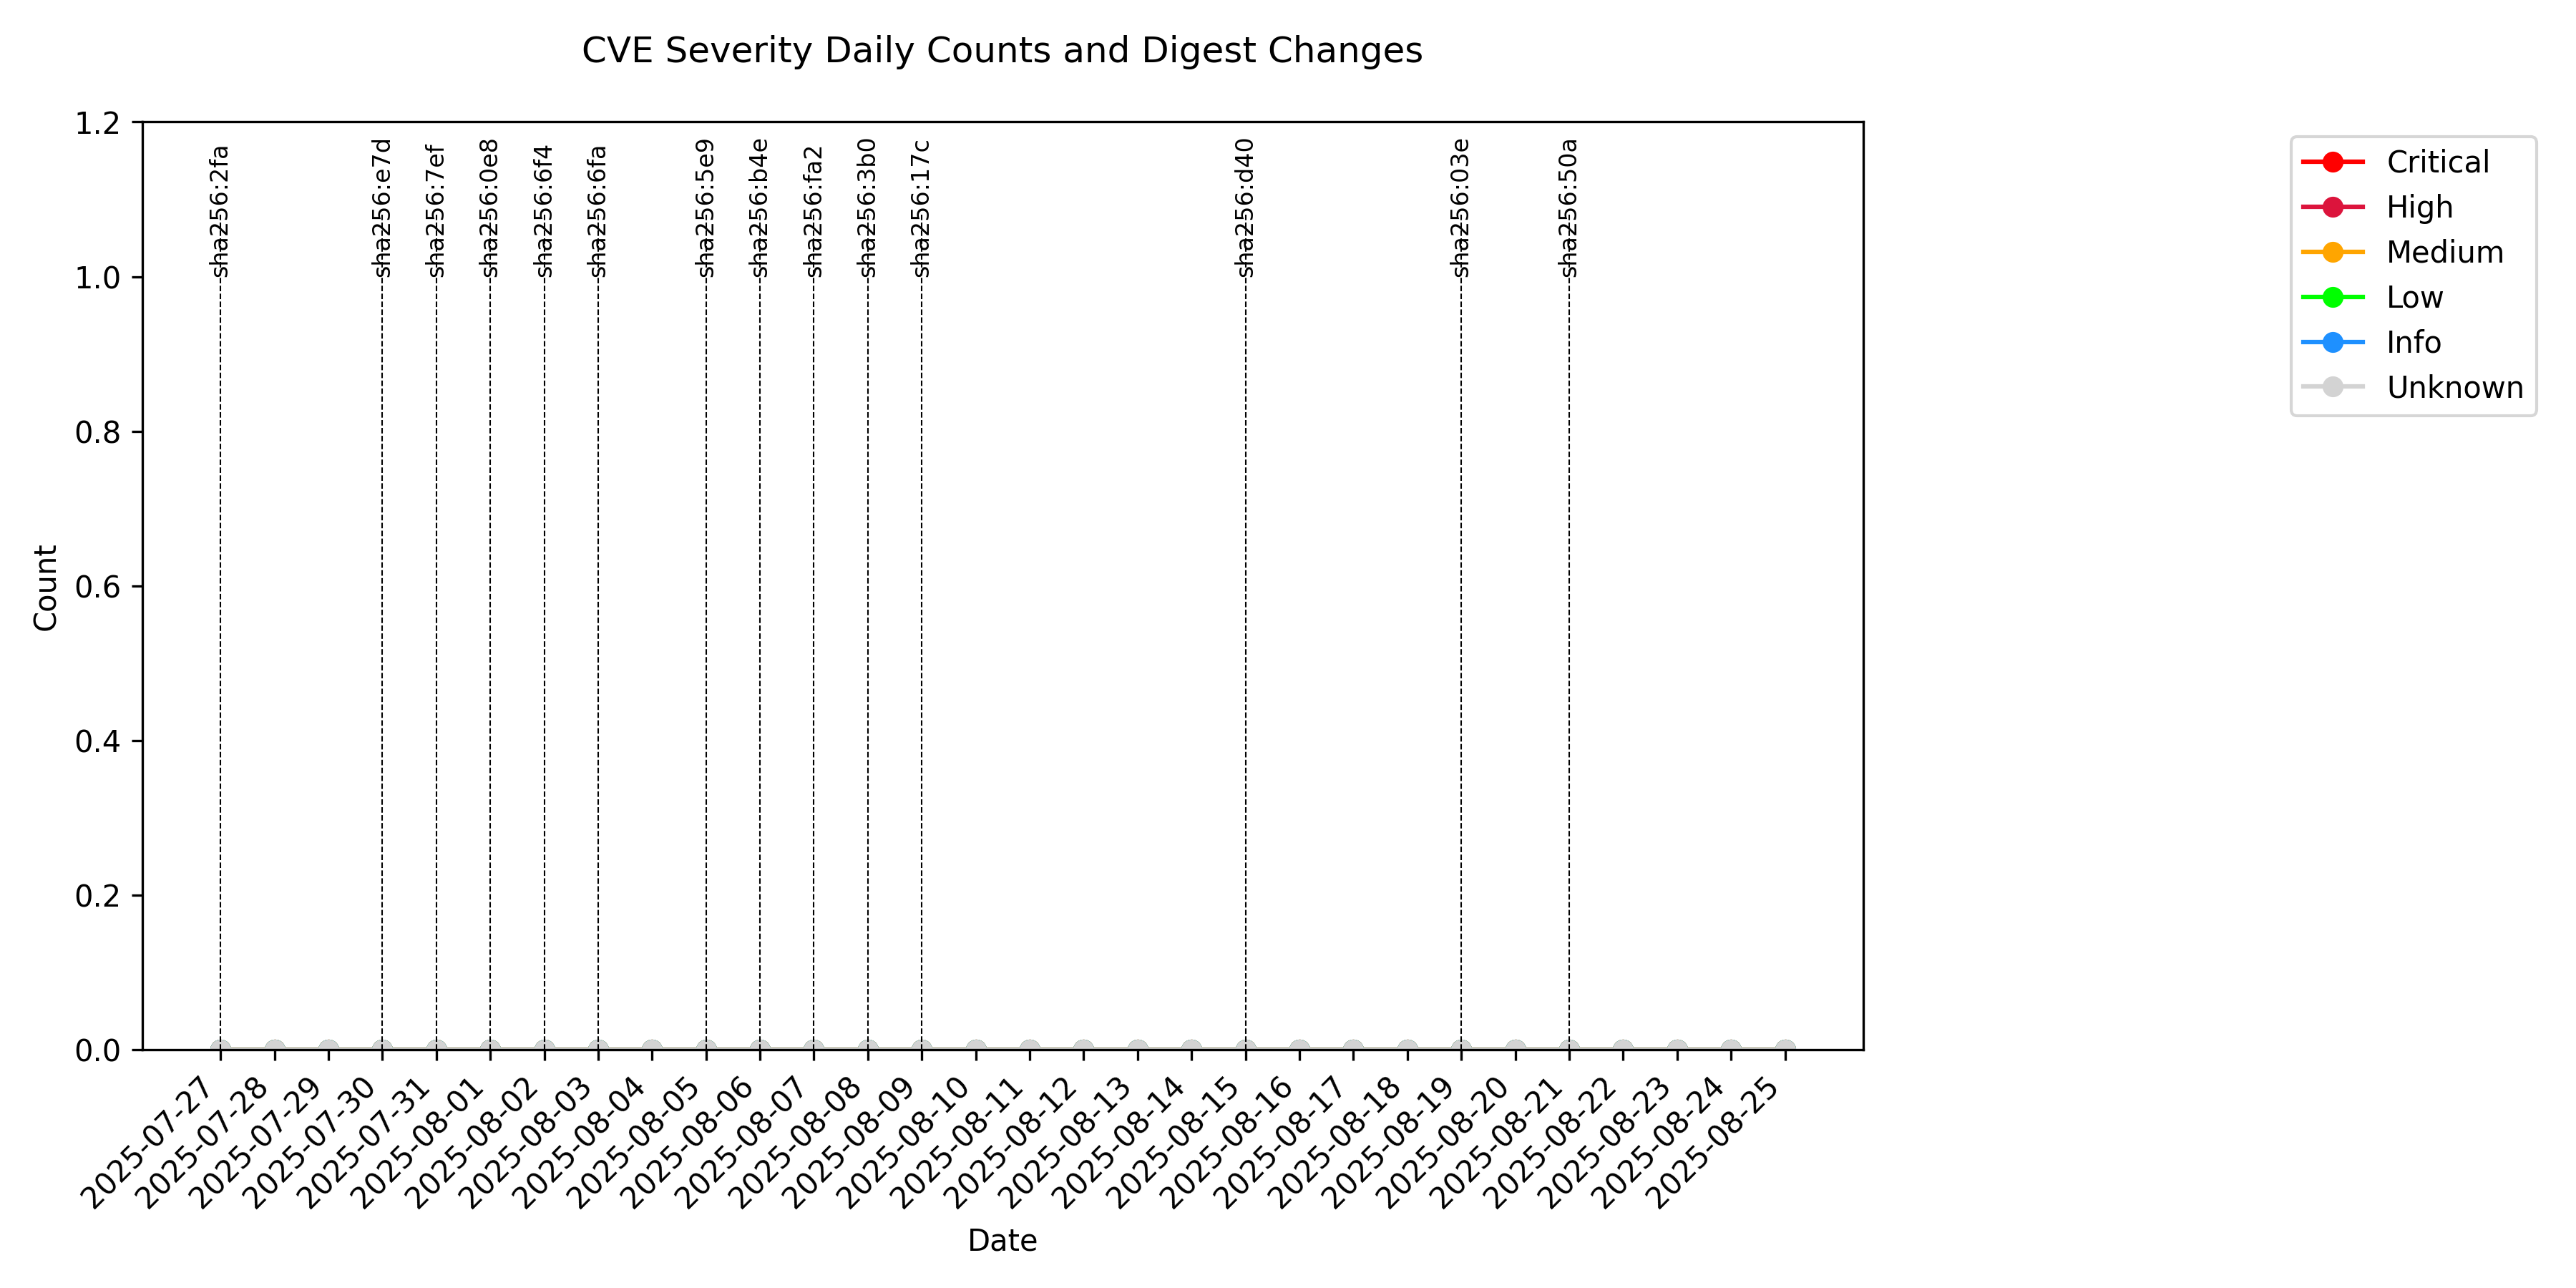 CVE Severity Daily Counts and Digest Changes
1.2
1.0
0.8
0.6
0.4
0.2
0.0
Count
sha256:2fa
sha256:e7d
sha256:7ef
sha256:0e8
sha256:6f4
sha256:6fa
sha256:5e9
sha256:b4e
sha256:fa2
sha256:3b0
sha256:17c
sha256:d40
sha256:03e
sha256:50a
2025-07-27
2025-07-28
2025-07-29
2025-07-30
2025-07-31
2025-08-01
2025-08-02
2025-08-03
2025-08-04
2025-08-05
2025-08-06
2025-08-07
2025-08-08
2025-08-09
2025-08-10
2025-08-11
2025-08-12
2025-08-13
2025-08-14
2025-08-15
2025-08-16
2025-08-17
2025-08-18
2025-08-19
2025-08-20
2025-08-21
2025-08-22
2025-08-23
2025-08-24
2025-08-25
Date
Critical
High
Medium
Low
Info
Unknown